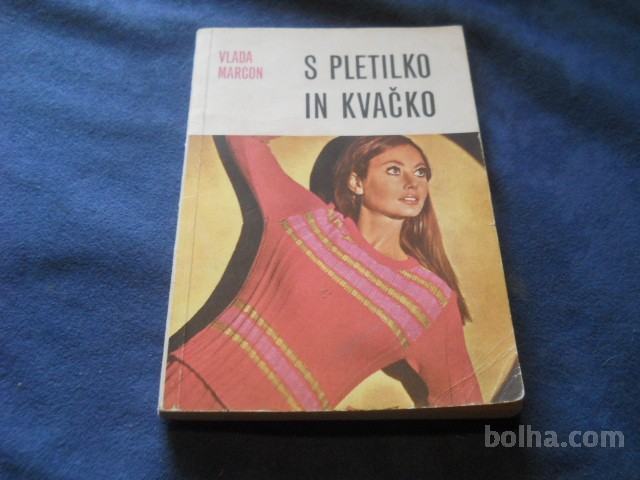 VLADA
MARCON
S PLETILKO
IN KVAČKO
bolha.com